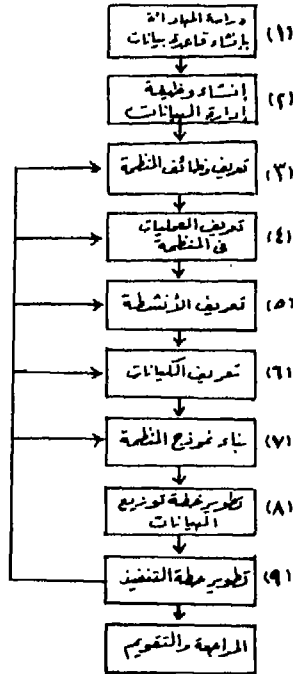 دراسة المبادأة (١)
بإنشاء قاعدة بيانات
إنشاء وظيفة (٢)
إدارة البيانات
تعريف وظائف المنظمة (٣)
تعريف العمليات (٤)
فى المنظمة
تعريف الأنشطة (٥)
تعريف الكيانات (٦)
بناء نموذج المنظمة (٧)
تطوير خطة توزيع (٨)
البيانات
تطوير خطة التنفيذ (٩)
المراجعة والتقويم